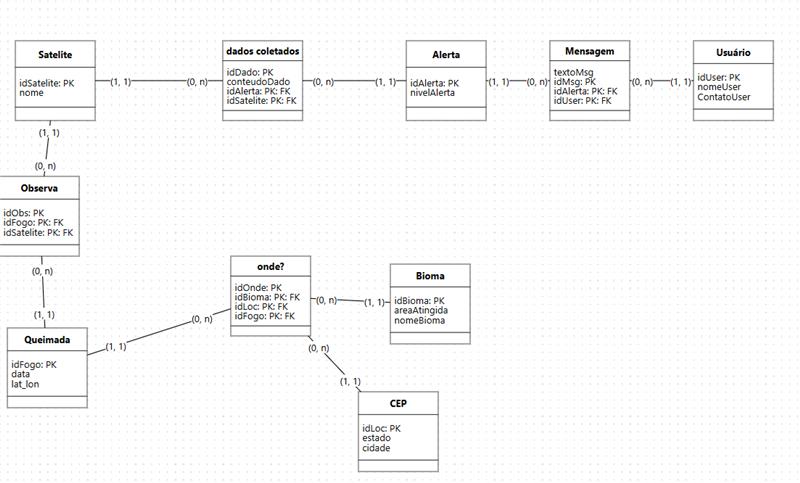 Satelite
idSatelite: PK
nome
(1, 1)
(0, n)
dados coletados
idDado: PK
conteudoDado
idAlerta: PK: FK
idSatelite: PK: FK
(0, n)
(1, 1)
Alerta
idAlerta: PK
nivelAlerta
(1, 1)
(0, n)
Mensagem
textoMsg
idMsg: PK
idAlerta: PK: FK
idUser: PK: FK
(0, n)
(1, 1)
Usuário
idUser: PK
nomeUser
ContatoUser
(1, 1)
(0, n)
Observa
idObs: PK
idFogo: PK: FK
idSatelite: PK: FK
(0, n)
(1, 1)
Queimada
idFogo: PK
data
lat_lon
(1, 1)
(0, n)
onde?
idOnde: PK
idBioma: PK: FK
idLoc: PK: FK
idFogo: PK: FK
(0, n)
(1, 1)
Bioma
idBioma: PK
areaAtingida
nomeBioma
(0, n)
(1, 1)
CEP
idLoc: PK
estado
cidade